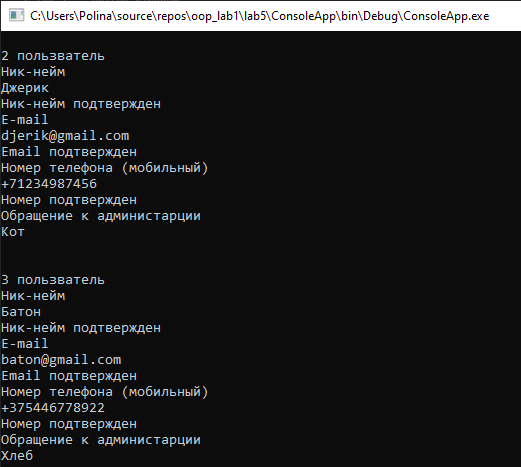 C:\Users\Polina\source\repos\oop_lab1\lab5\ConsoleApp\bin\Debug\ConsoleApp.exe
2 пользватель
Ник-нейм
Джерик
Ник-нейм подтвержден
E-mail
djerik@gmail.com
Email подтвержден
Номер телефона (мобильный)
+71234987456
Номер подтвержден
Обращение к администарции
Кот
3 пользватель
Ник-нейм
Батон
Ник-нейм подтвержден
E-mail
baton@gmail.com
Email подтвержден
Номер телефона (мобильный)
+375446778922
Номер подтвержден
Обращение к администарции
Хлеб